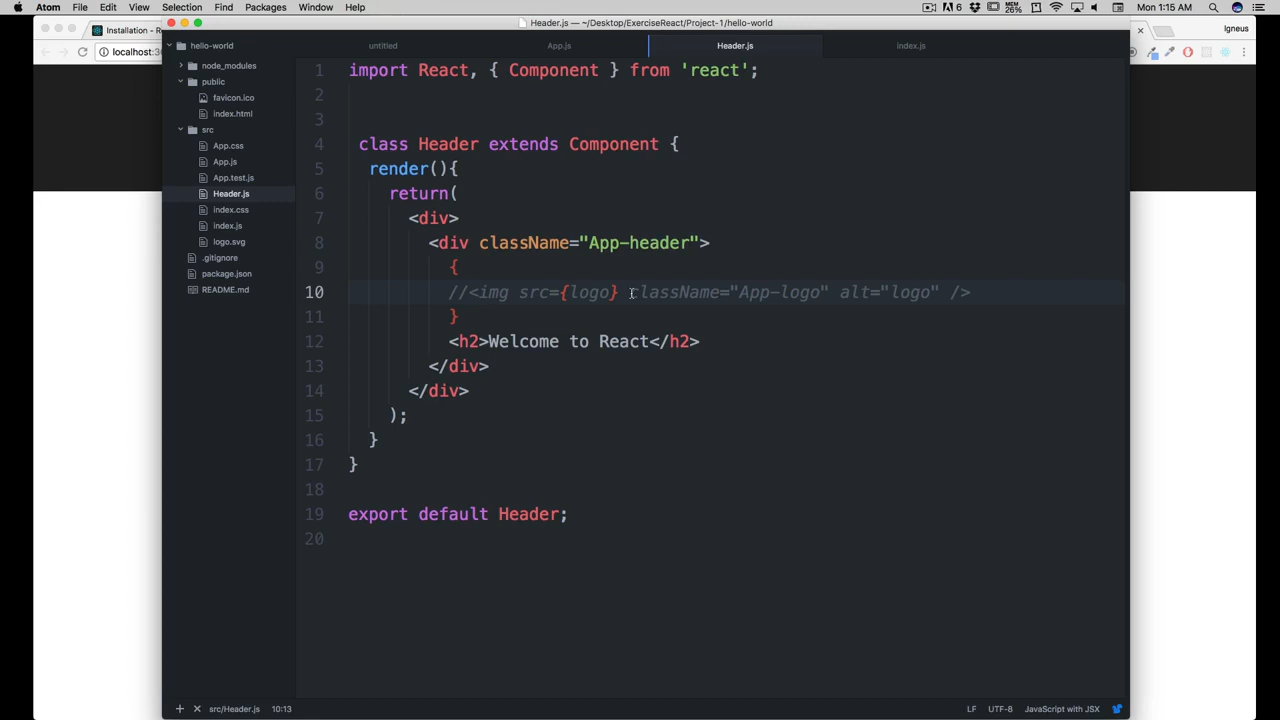 Atom File Edit View Selection Find Packages Window Help
6 MEM 26% Mon 1:15 AM
Header.js — ~/Desktop/ExerciseReact/Project-1/hello-world
Installation - Re
Igneus
localhost:30
hello-world
node_modules
public
favicon.ico
index.html
src
App.css
App.js
App.test.js
Header.js
index.css
index.js
logo.svg
.gitignore
package.json
README.md
untitled App.js Header.js index.js
1 import React, { Component } from 'react';
2
3
4 class Header extends Component {
5 render(){
6 return(
7 <div>
8 <div className="App-header">
9 {
10 //<img src={logo} className="App-logo" alt="logo" />
11 }
12 <h2>Welcome to React</h2>
13 </div>
14 </div>
15 );
16 }
17 }
18
19 export default Header;
20
+ × src/Header.js 10:13 LF UTF-8 JavaScript with JSX